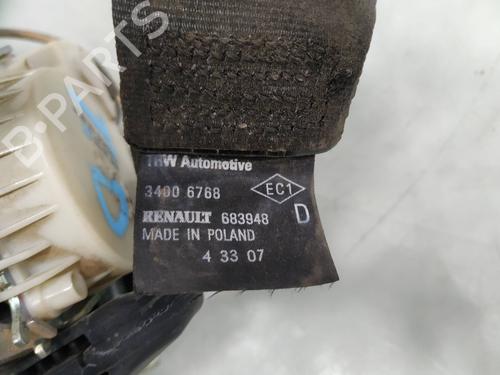 B-PARTS
TRW Automotive
3400 6768
EC1
RENAULT 683948 D
MADE IN POLAND
4 33 07